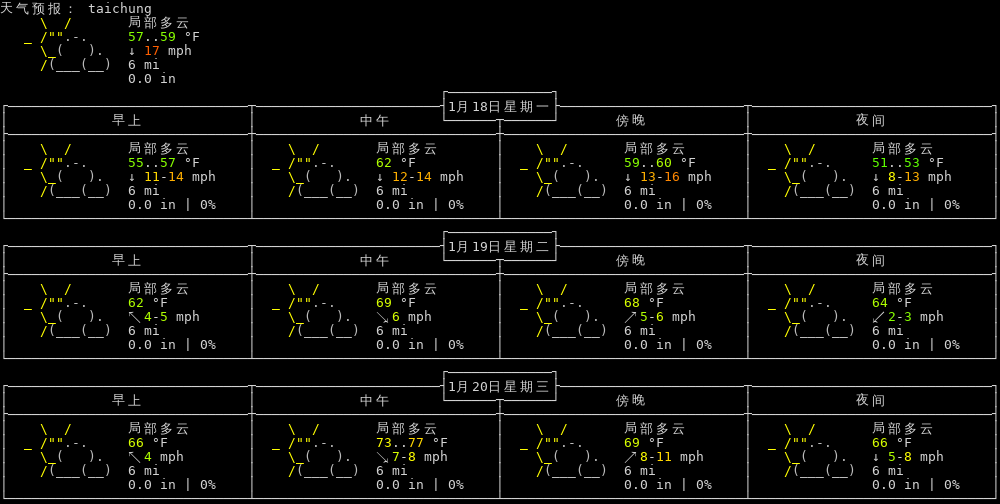 天气预报： taichung
局部多云
57..59 °F
↓ 17 mph
6 mi
0.0 in
1月18日星期一
早上 中午 傍晚 夜间
局部多云 局部多云 局部多云 局部多云
55..57 °F 62 °F 59..60 °F 51..53 °F
↓ 11-14 mph ↓ 12-14 mph ↓ 13-16 mph ↓ 8-13 mph
6 mi 6 mi 6 mi 6 mi
0.0 in | 0% 0.0 in | 0% 0.0 in | 0% 0.0 in | 0%
1月19日星期二
早上 中午 傍晚 夜间
局部多云 局部多云 局部多云 局部多云
62 °F 69 °F 68 °F 64 °F
↖ 4-5 mph ↘ 6 mph ↗ 5-6 mph ↙ 2-3 mph
6 mi 6 mi 6 mi 6 mi
0.0 in | 0% 0.0 in | 0% 0.0 in | 0% 0.0 in | 0%
1月20日星期三
早上 中午 傍晚 夜间
局部多云 局部多云 局部多云 局部多云
66 °F 73..77 °F 69 °F 66 °F
↖ 4 mph ↘ 7-8 mph ↗ 8-11 mph ↓ 5-8 mph
6 mi 6 mi 6 mi 6 mi
0.0 in | 0% 0.0 in | 0% 0.0 in | 0% 0.0 in | 0%